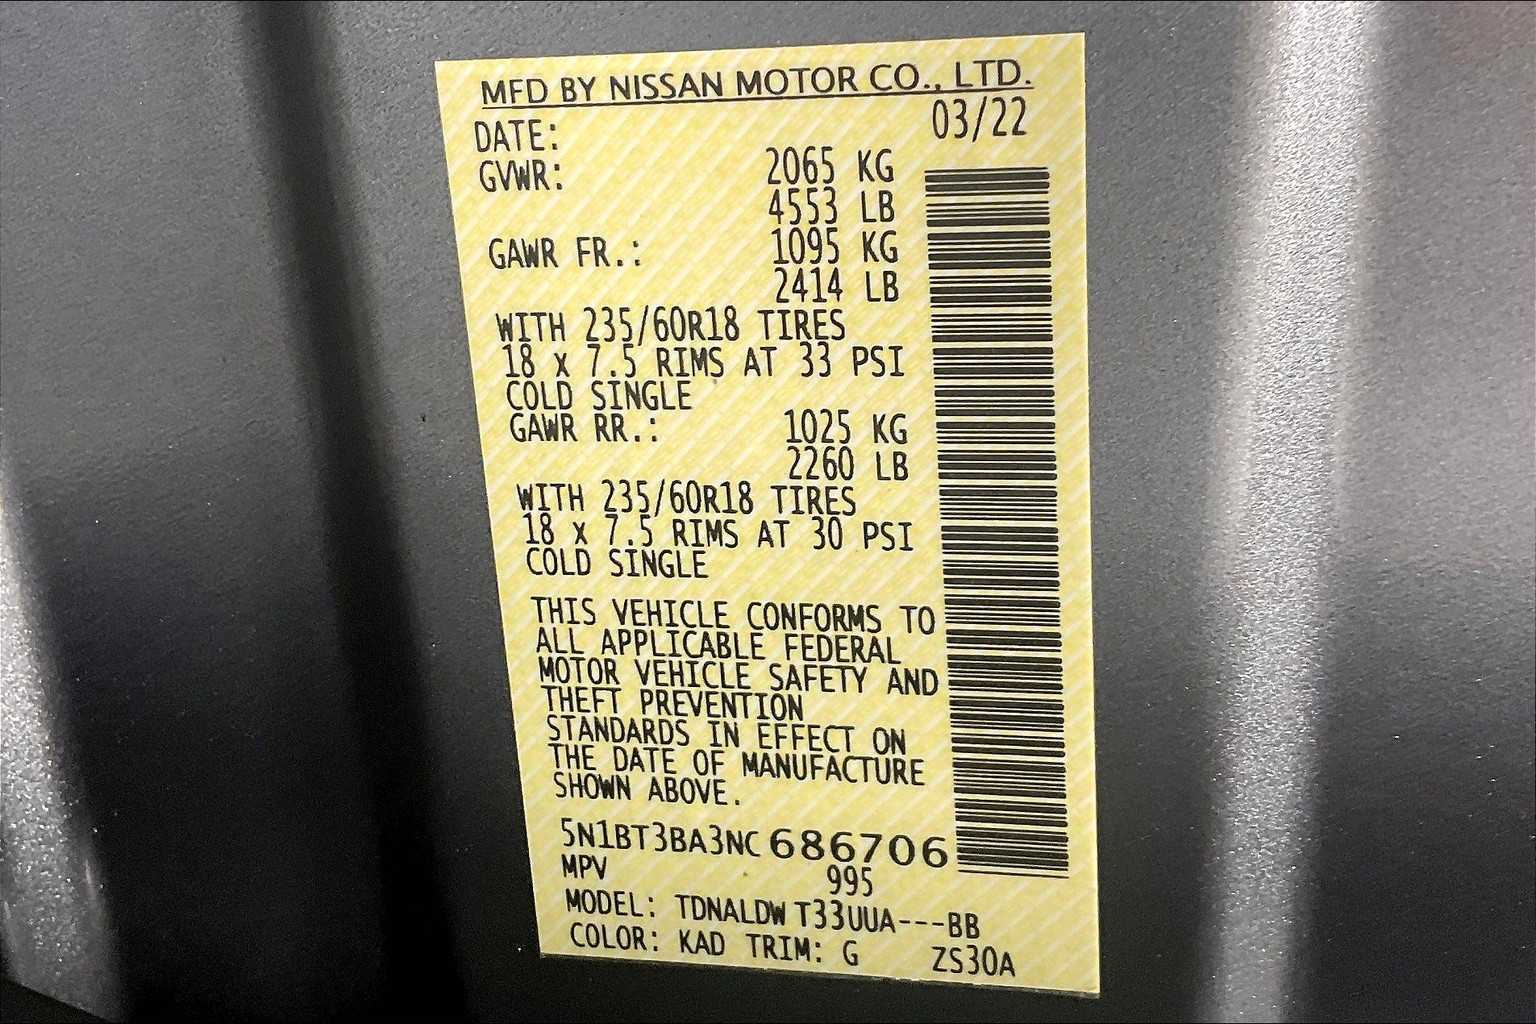 MFD BY NISSAN MOTOR CO., LTD.
DATE: 03/22
GVWR: 2065 KG
4553 LB
GAWR FR.: 1095 KG
2414 LB
WITH 235/60R18 TIRES
18 x 7.5 RIMS AT 33 PSI
COLD SINGLE
GAWR RR.: 1025 KG
2260 LB
WITH 235/60R18 TIRES
18 x 7.5 RIMS AT 30 PSI
COLD SINGLE
THIS VEHICLE CONFORMS TO
ALL APPLICABLE FEDERAL
MOTOR VEHICLE SAFETY AND
THEFT PREVENTION
STANDARDS IN EFFECT ON
THE DATE OF MANUFACTURE
SHOWN ABOVE.
5N1BT3BA3NC686706
MPV 995
MODEL: TDNALDW T33UUA---BB
COLOR: KAD TRIM: G ZS30A